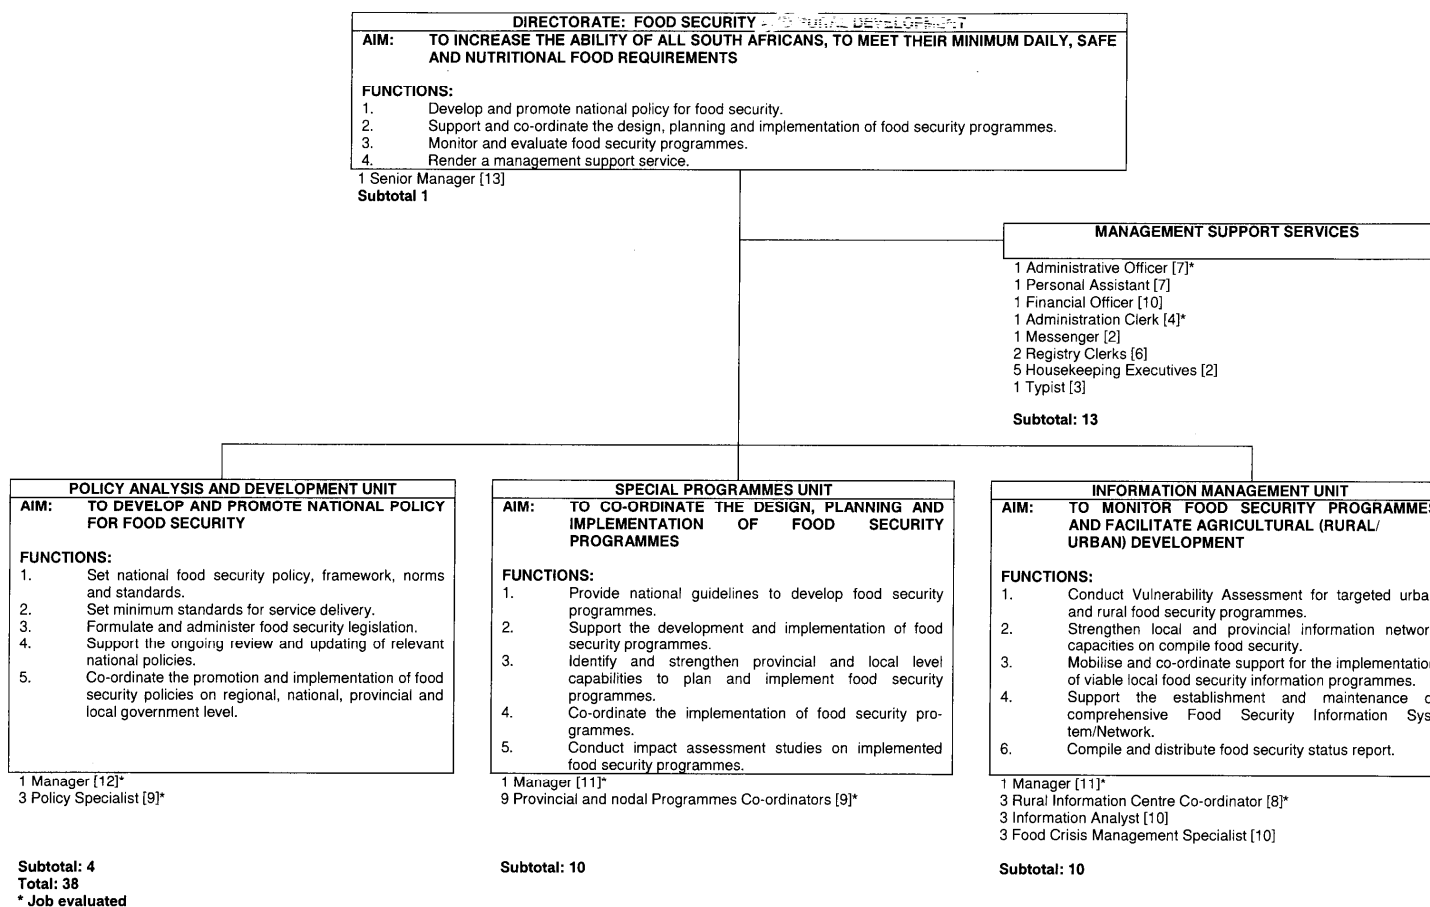 DIRECTORATE: FOOD SECURITY AND RURAL DEVELOPMENT
AIM: TO INCREASE THE ABILITY OF ALL SOUTH AFRICANS, TO MEET THEIR MINIMUM DAILY, SAFE
AND NUTRITIONAL FOOD REQUIREMENTS
FUNCTIONS:
1. Develop and promote national policy for food security.
2. Support and co-ordinate the design, planning and implementation of food security programmes.
3. Monitor and evaluate food security programmes.
4. Render a management support service.
1 Senior Manager [13]
Subtotal 1
MANAGEMENT SUPPORT SERVICES
1 Administrative Officer [7]*
1 Personal Assistant [7]
1 Financial Officer [10]
1 Administration Clerk [4]*
1 Messenger [2]
2 Registry Clerks [6]
5 Housekeeping Executives [2]
1 Typist [3]
Subtotal: 13
POLICY ANALYSIS AND DEVELOPMENT UNIT
AIM: TO DEVELOP AND PROMOTE NATIONAL POLICY
FOR FOOD SECURITY
FUNCTIONS:
1. Set national food security policy, framework, norms
and standards.
2. Set minimum standards for service delivery.
3. Formulate and administer food security legislation.
4. Support the ongoing review and updating of relevant
national policies.
5. Co-ordinate the promotion and implementation of food
security policies on regional, national, provincial and
local government level.
1 Manager [12]*
3 Policy Specialist [9]*
Subtotal: 4
Total: 38
* Job evaluated
SPECIAL PROGRAMMES UNIT
AIM: TO CO-ORDINATE THE DESIGN, PLANNING AND
IMPLEMENTATION OF FOOD SECURITY
PROGRAMMES
FUNCTIONS:
1. Provide national guidelines to develop food security
programmes.
2. Support the development and implementation of food
security programmes.
3. Identify and strengthen provincial and local level
capabilities to plan and implement food security
programmes.
4. Co-ordinate the implementation of food security pro-
grammes.
5. Conduct impact assessment studies on implemented
food security programmes.
1 Manager [11]*
9 Provincial and nodal Programmes Co-ordinators [9]*
Subtotal: 10
INFORMATION MANAGEMENT UNIT
AIM: TO MONITOR FOOD SECURITY PROGRAMMES
AND FACILITATE AGRICULTURAL (RURAL/
URBAN) DEVELOPMENT
FUNCTIONS:
1. Conduct Vulnerability Assessment for targeted urba
and rural food security programmes.
2. Strengthen local and provincial information networ
capacities on compile food security.
3. Mobilise and co-ordinate support for the implementatio
of viable local food security information programmes.
4. Support the establishment and maintenance o
comprehensive Food Security Information Sys
tem/Network.
6. Compile and distribute food security status report.
1 Manager [11]*
3 Rural Information Centre Co-ordinator [8]*
3 Information Analyst [10]
3 Food Crisis Management Specialist [10]
Subtotal: 10